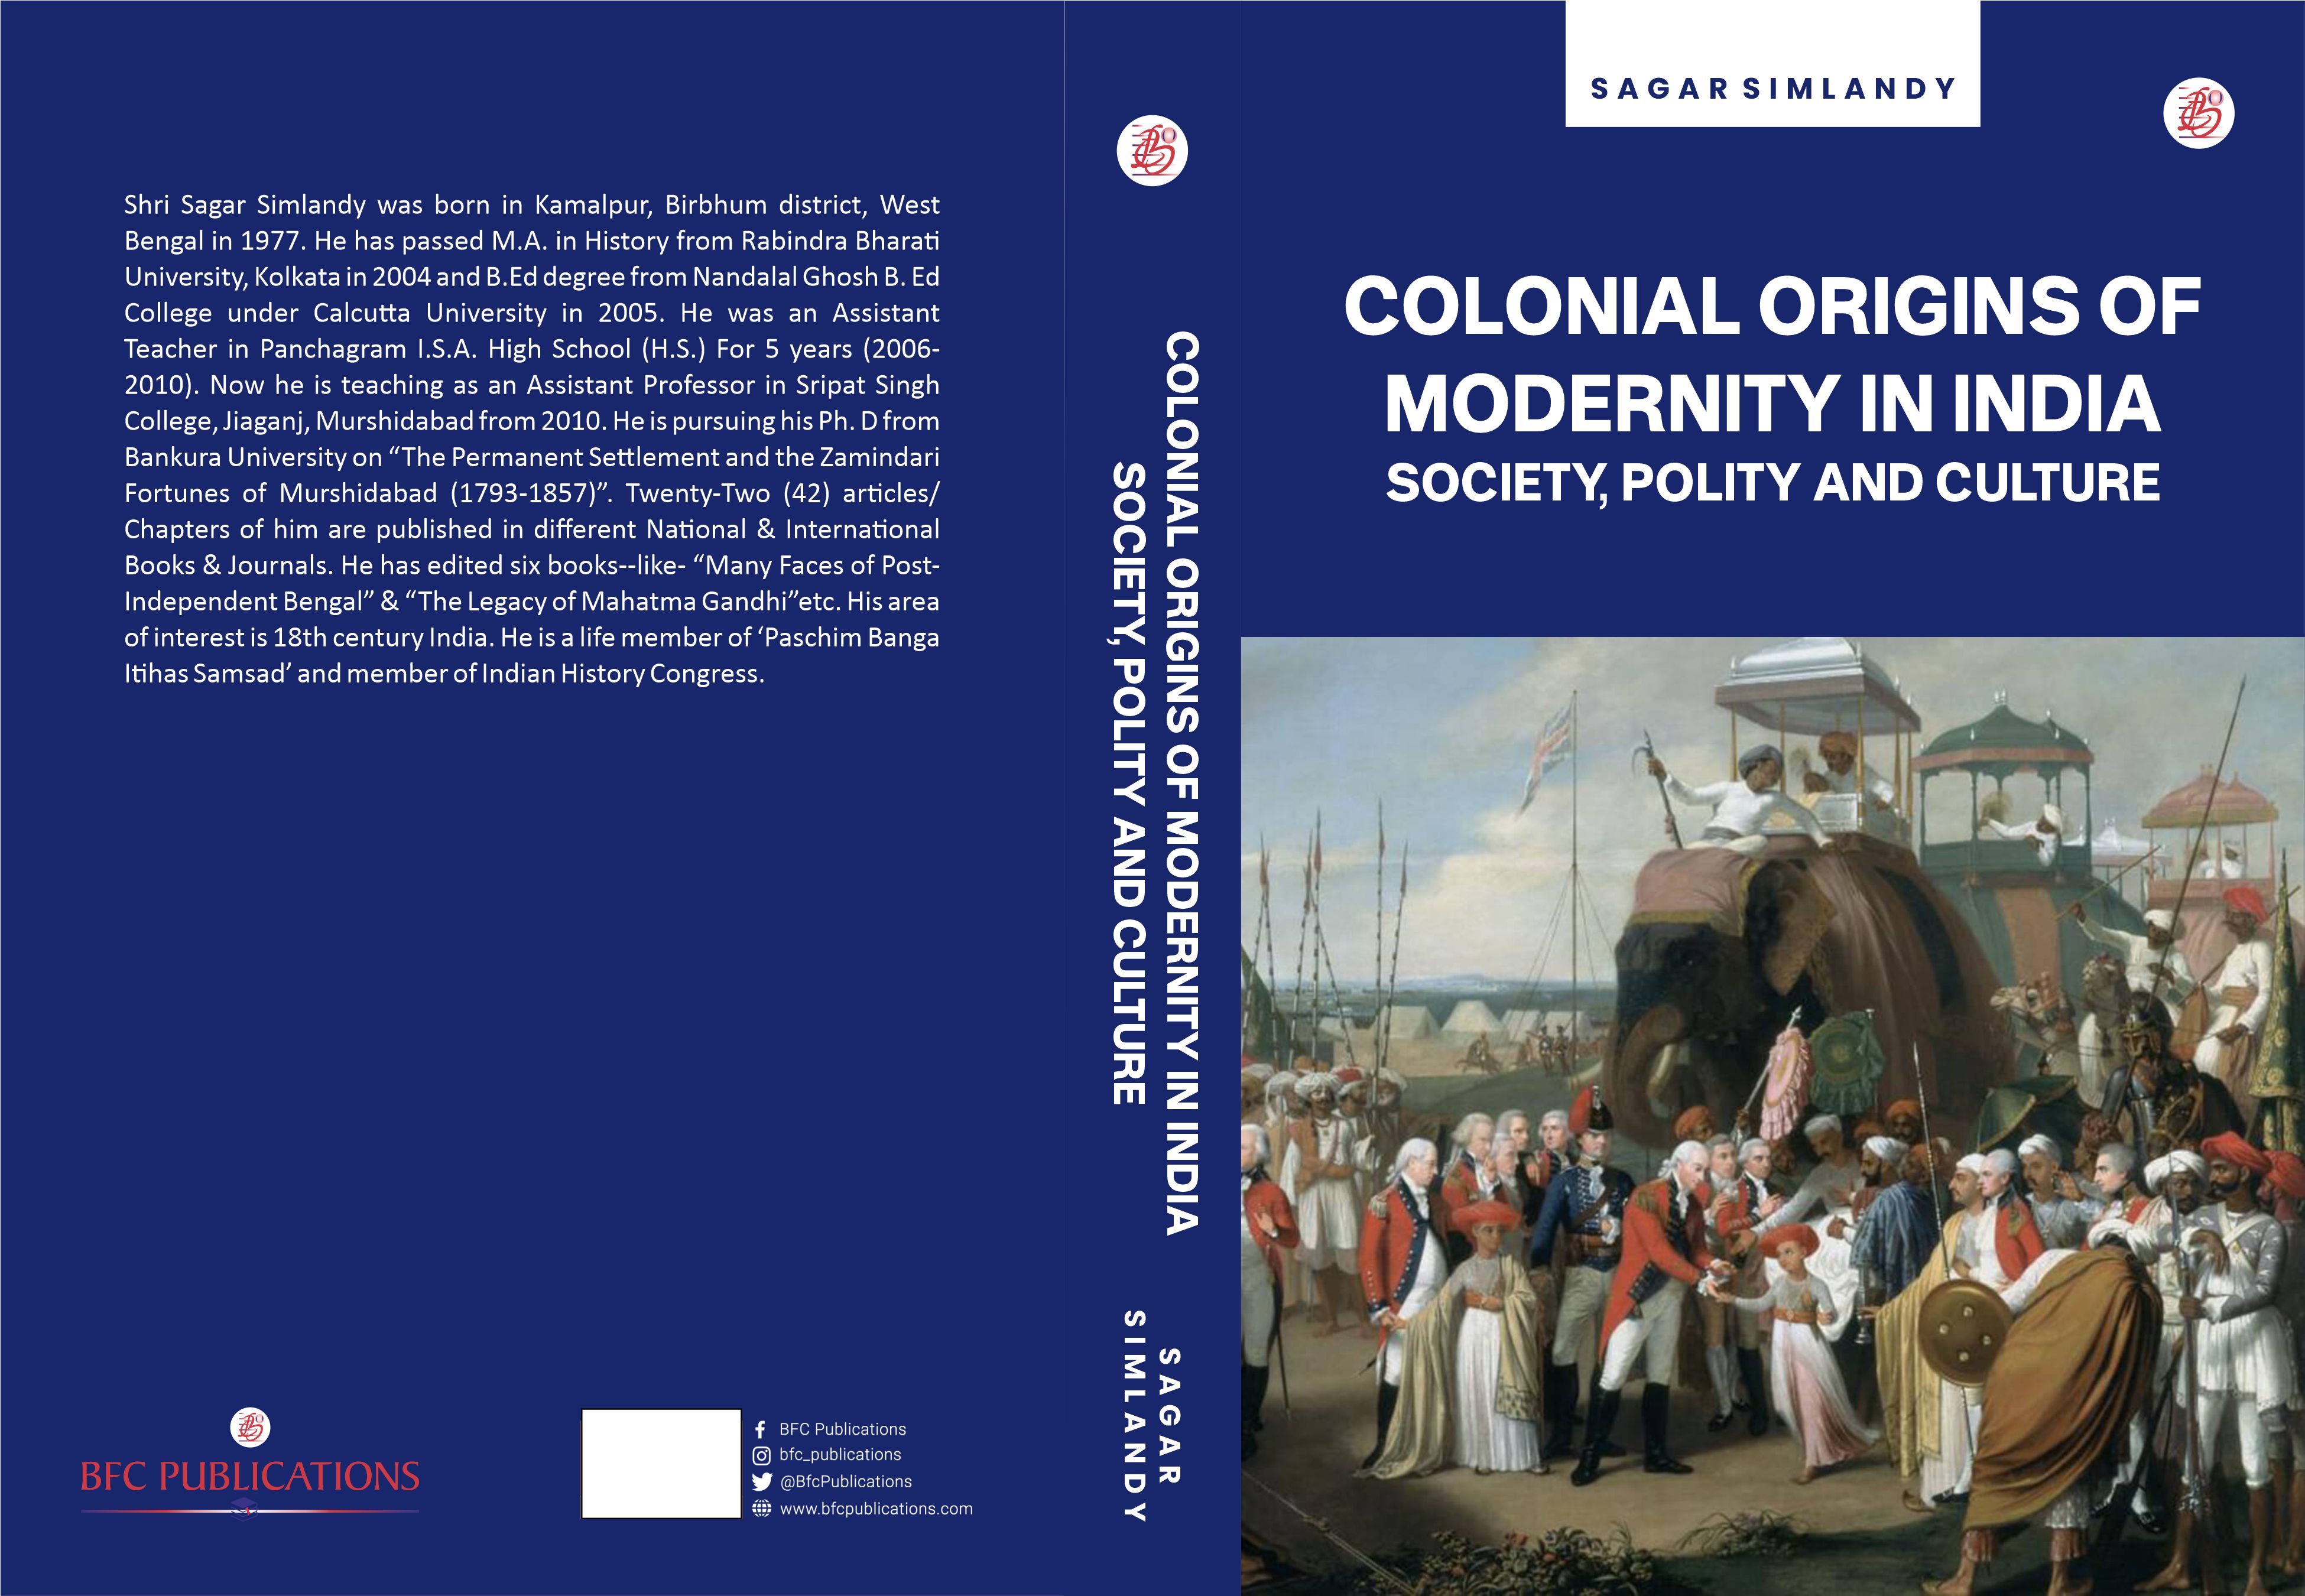 Shri Sagar Simlandy was born in Kamalpur, Birbhum district, West
Bengal in 1977. He has passed M.A. in History from Rabindra Bharati
University, Kolkata in 2004 and B.Ed degree from Nandalal Ghosh B. Ed
College under Calcutta University in 2005. He was an Assistant
Teacher in Panchagram I.S.A. High School (H.S.) For 5 years (2006-
2010). Now he is teaching as an Assistant Professor in Sripat Singh
College, Jiaganj, Murshidabad from 2010. He is pursuing his Ph. D from
Bankura University on “The Permanent Settlement and the Zamindari
Fortunes of Murshidabad (1793-1857)”. Twenty-Two (42) articles/
Chapters of him are published in different National & International
Books & Journals. He has edited six books--like- “Many Faces of Post-
Independent Bengal” & “The Legacy of Mahatma Gandhi”etc. His area
of interest is 18th century India. He is a life member of ‘Paschim Banga
Itihas Samsad’ and member of Indian History Congress.
BFC PUBLICATIONS
BFC Publications
bfc_publications
@BfcPublications
www.bfcpublications.com
COLONIAL ORIGINS OF MODERNITY IN INDIA
SOCIETY, POLITY AND CULTURE
SAGAR
SIMLANDY
SAGAR SIMLANDY
COLONIAL ORIGINS OF
MODERNITY IN INDIA
SOCIETY, POLITY AND CULTURE